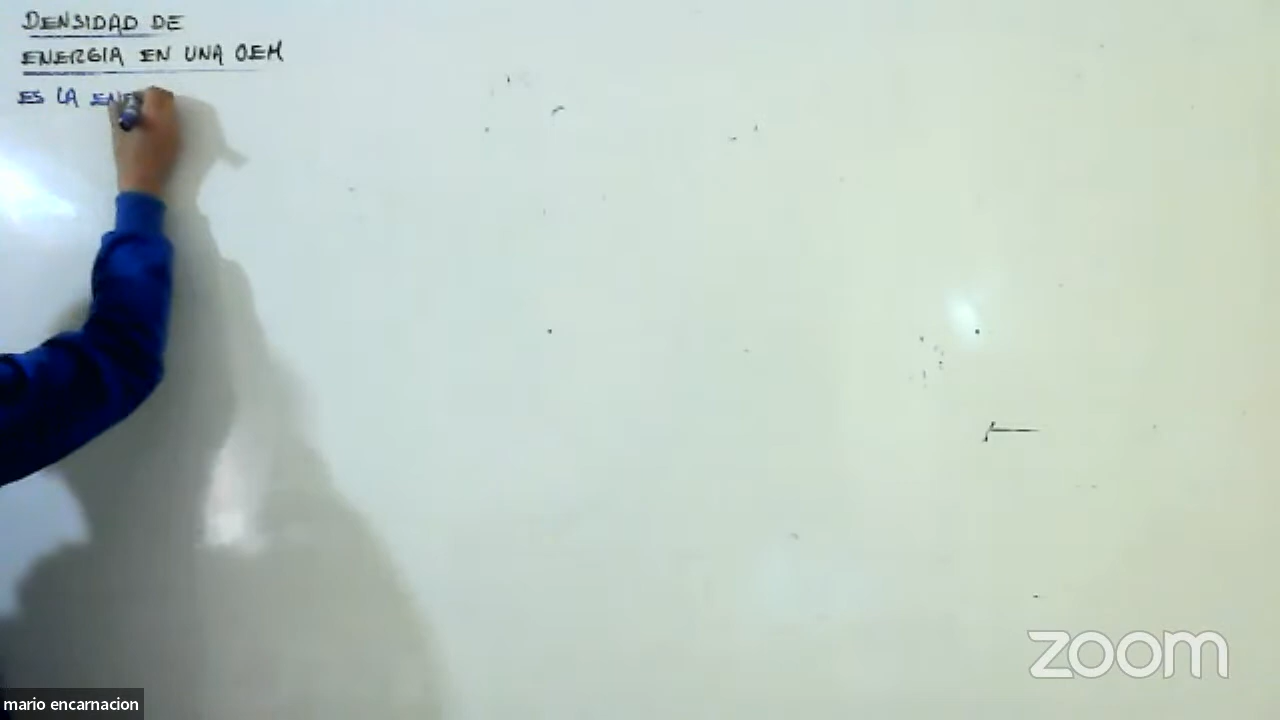 DENSIDAD DE
ENERGIA EN UNA OEM
ES LA ENE
zoom
mario encarnacion